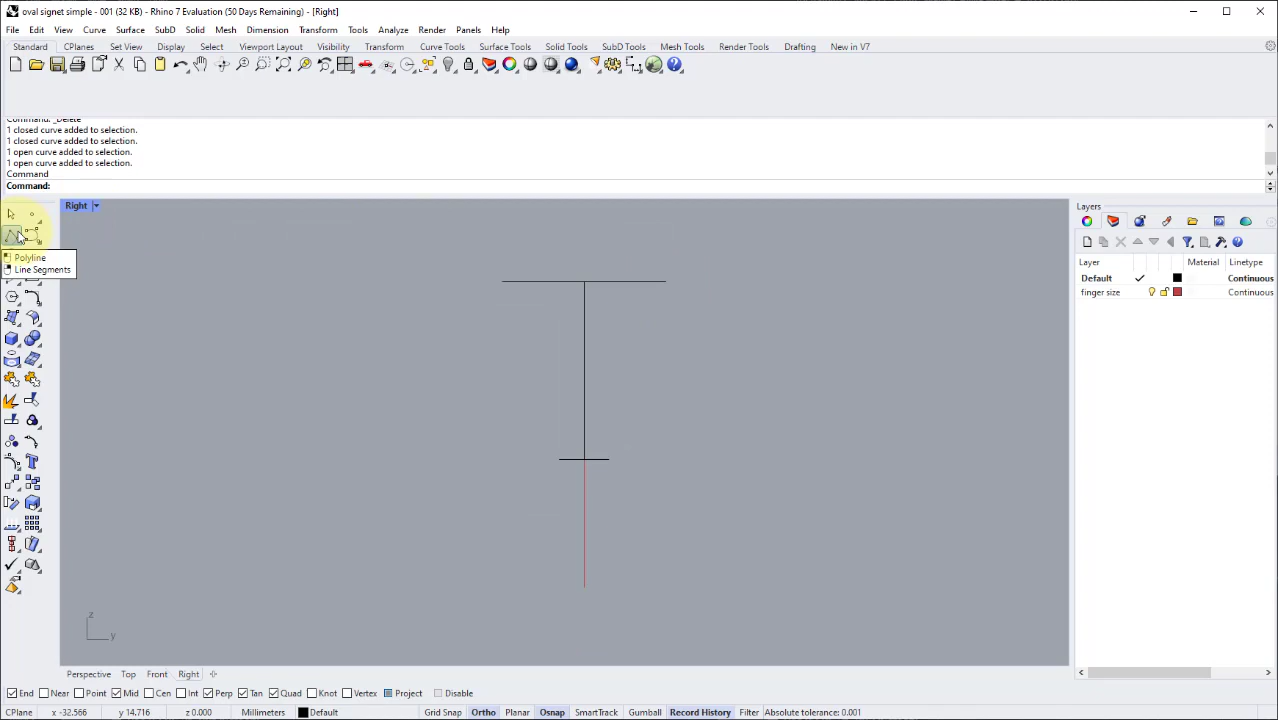 oval signet simple - 001 (32 KB) - Rhino 7 Evaluation (50 Days Remaining) - [Right]
File Edit View Curve Surface SubD Solid Mesh Dimension Transform Tools Analyze Render Panels Help
Standard CPlanes Set View Display Select Viewport Layout Visibility Transform Curve Tools Surface Tools Solid Tools SubD Tools Mesh Tools Render Tools Drafting New in V7
Command: _Delete
1 closed curve added to selection.
1 closed curve added to selection.
1 open curve added to selection.
1 open curve added to selection.
Command
Command:
Right
Layers
Polyline
Line Segments
Layer Material Linetype
Default Continuous
finger size Continuous
z
y
Perspective Top Front Right
End Near Point Mid Cen Int Perp Tan Quad Knot Vertex Project Disable
CPlane x -32.566 y 14.716 z 0.000 Millimeters Default Grid Snap Ortho Planar Osnap SmartTrack Gumball Record History Filter Absolute tolerance: 0.001